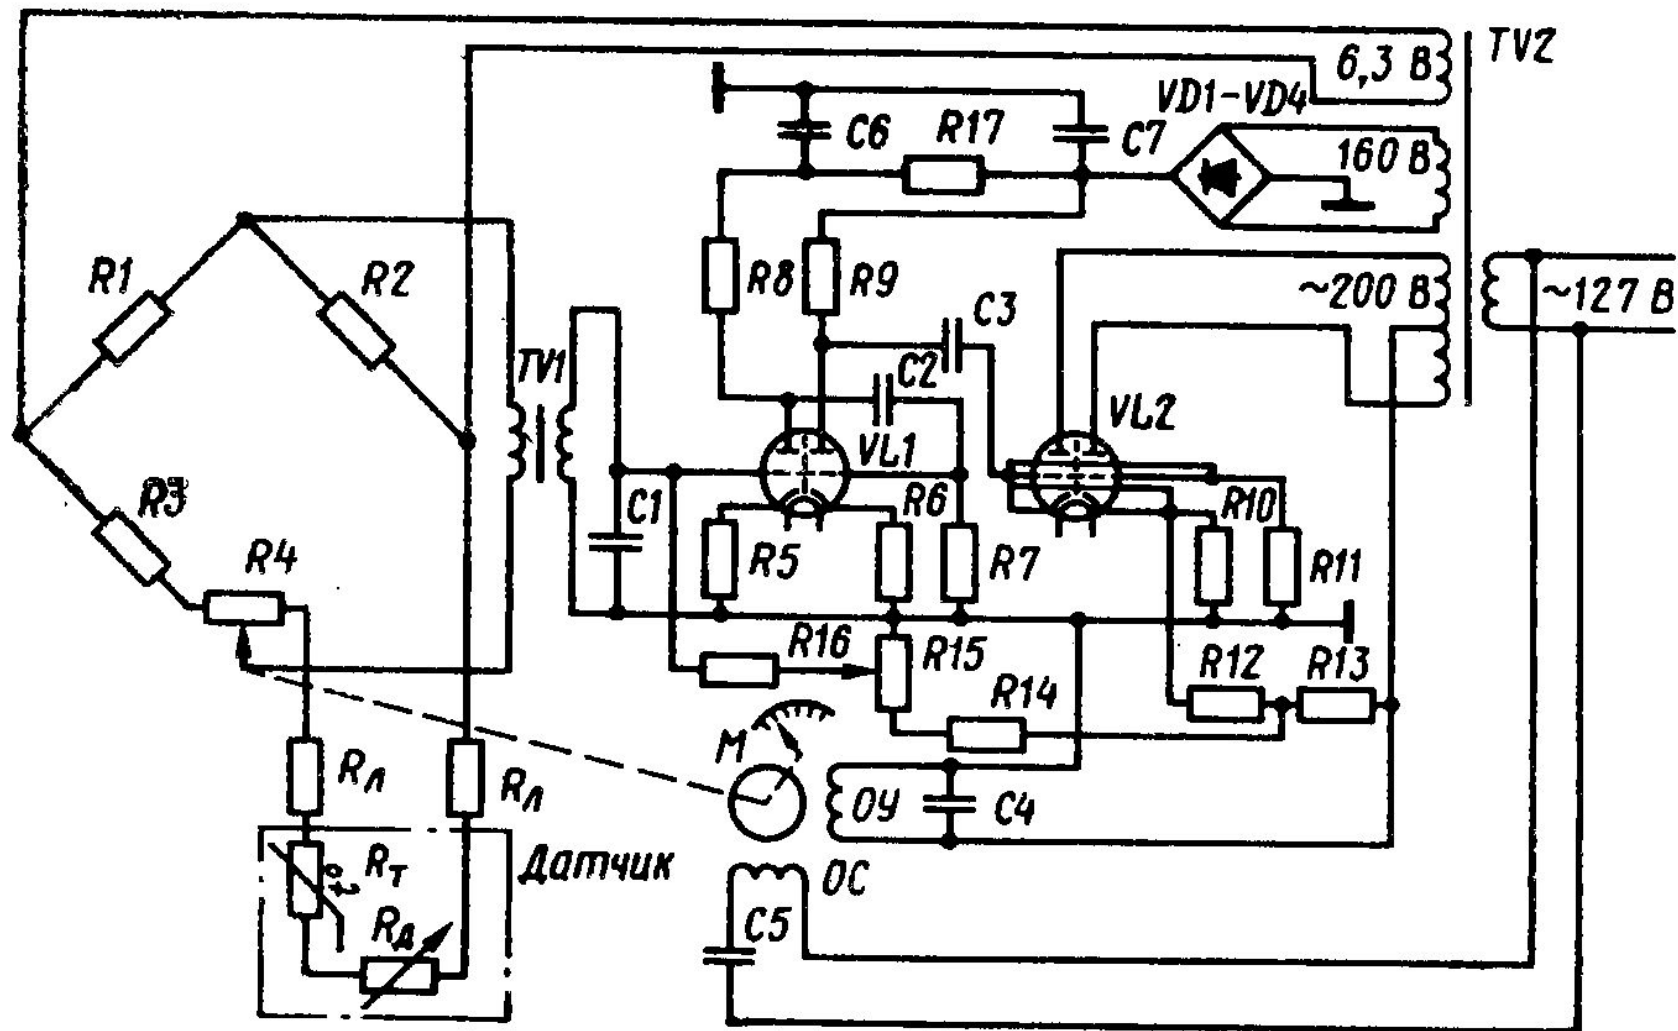 6,3 В
TV2
VD1-VD4
C6
R17
C7
160 В
R1
R2
R8
R9
~200 В
~127 В
C3
TV1
C2
VL1
VL2
R3
C1
R6
R10
R4
R5
R7
R11
R16
R15
R12
R13
R14
М
Rл
Rл
ОУ
C4
Датчик
Rт
t°
ОС
Rд
C5